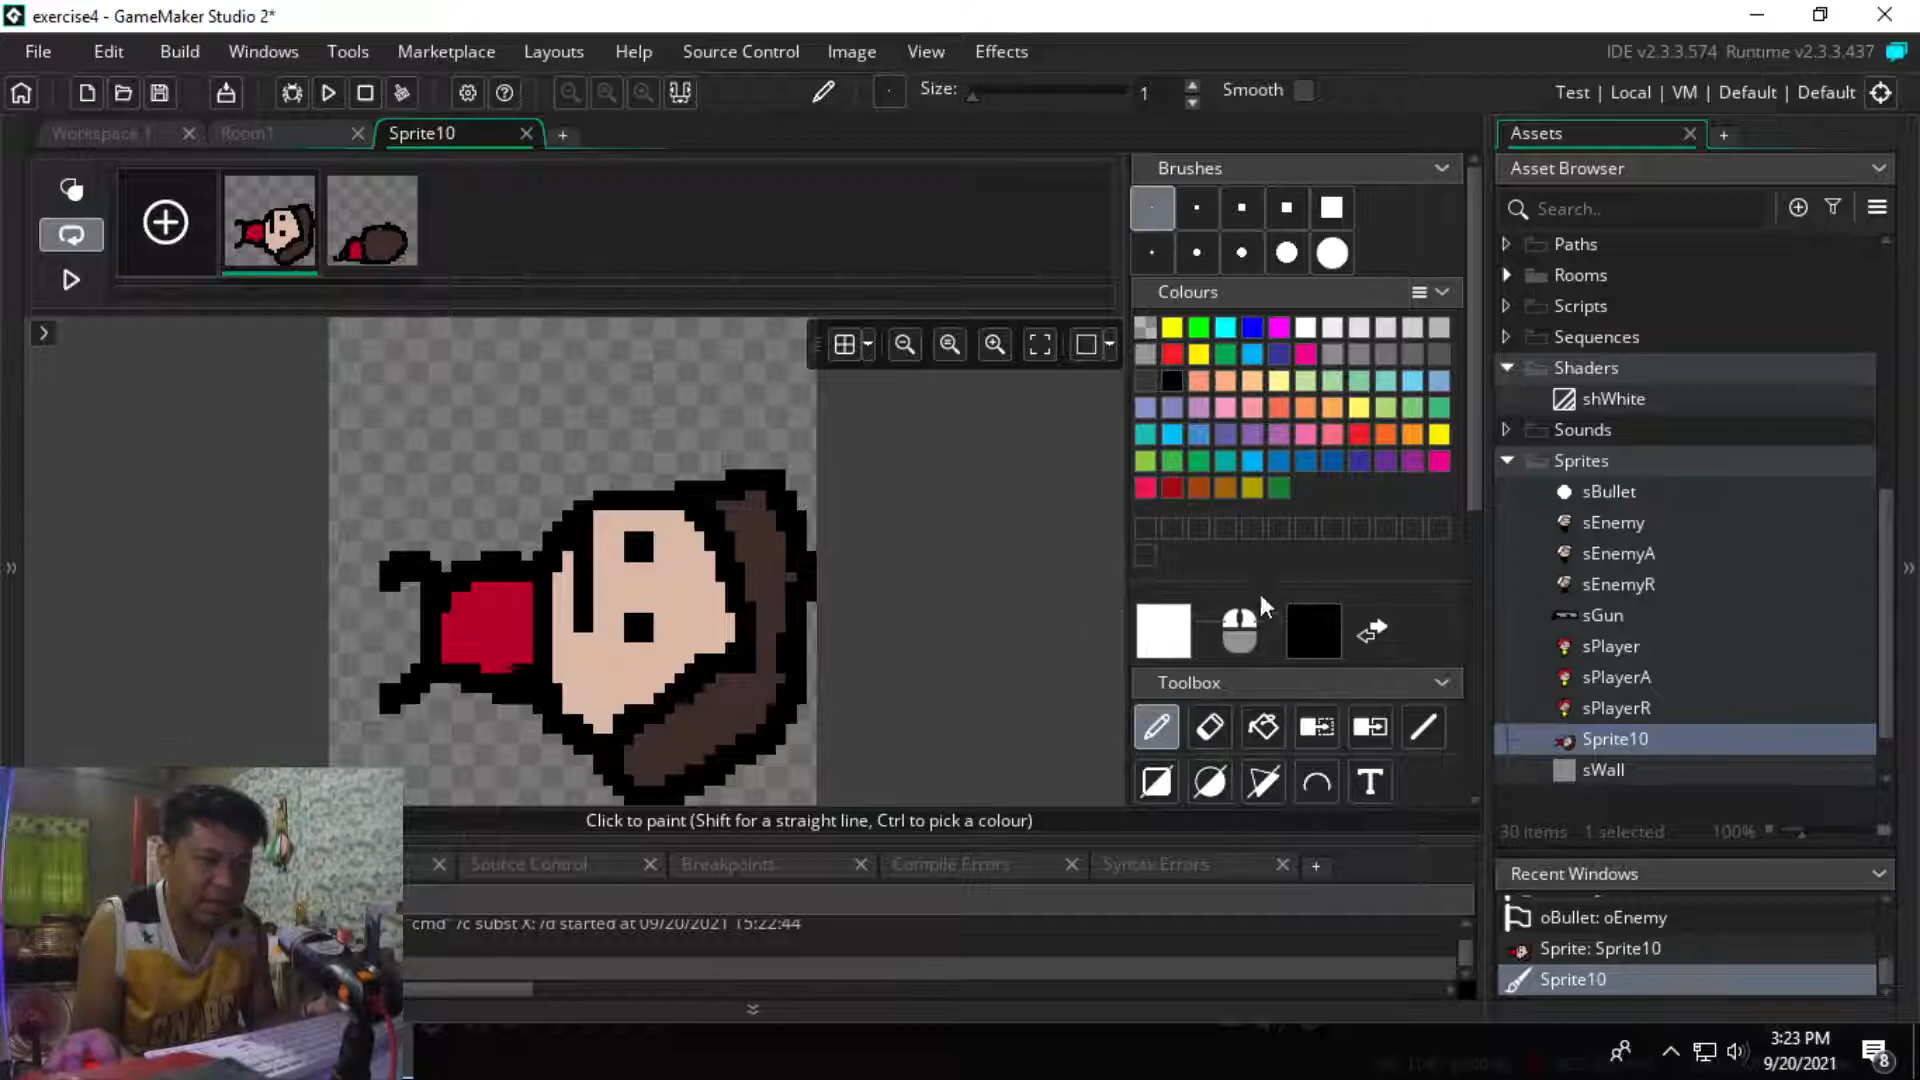 exercise4 - GameMaker Studio 2*
File Edit Build Windows Tools Marketplace Layouts Help Source Control Image View Effects
IDE v2.3.3.574 Runtime v2.3.3.437
Size: 1 Smooth
Test | Local | VM | Default | Default
Workspace 1 Room1 Sprite10
Assets
Brushes
Asset Browser
Search..
Paths
Rooms
Colours
Scripts
Sequences
Shaders
shWhite
Sounds
Sprites
sBullet
sEnemy
sEnemyA
sEnemyR
sGun
sPlayer
sPlayerA
sPlayerR
Sprite10
sWall
Toolbox
T
30 items 1 selected 100%
Click to paint (Shift for a straight line, Ctrl to pick a colour)
Source Control Breakpoints Compile Errors Syntax Errors
Recent Windows
oBullet: oEnemy
Sprite: Sprite10
Sprite10
cmd /c subst X: /d started at 09/20/2021 15:22:44
3:23 PM
9/20/2021
8